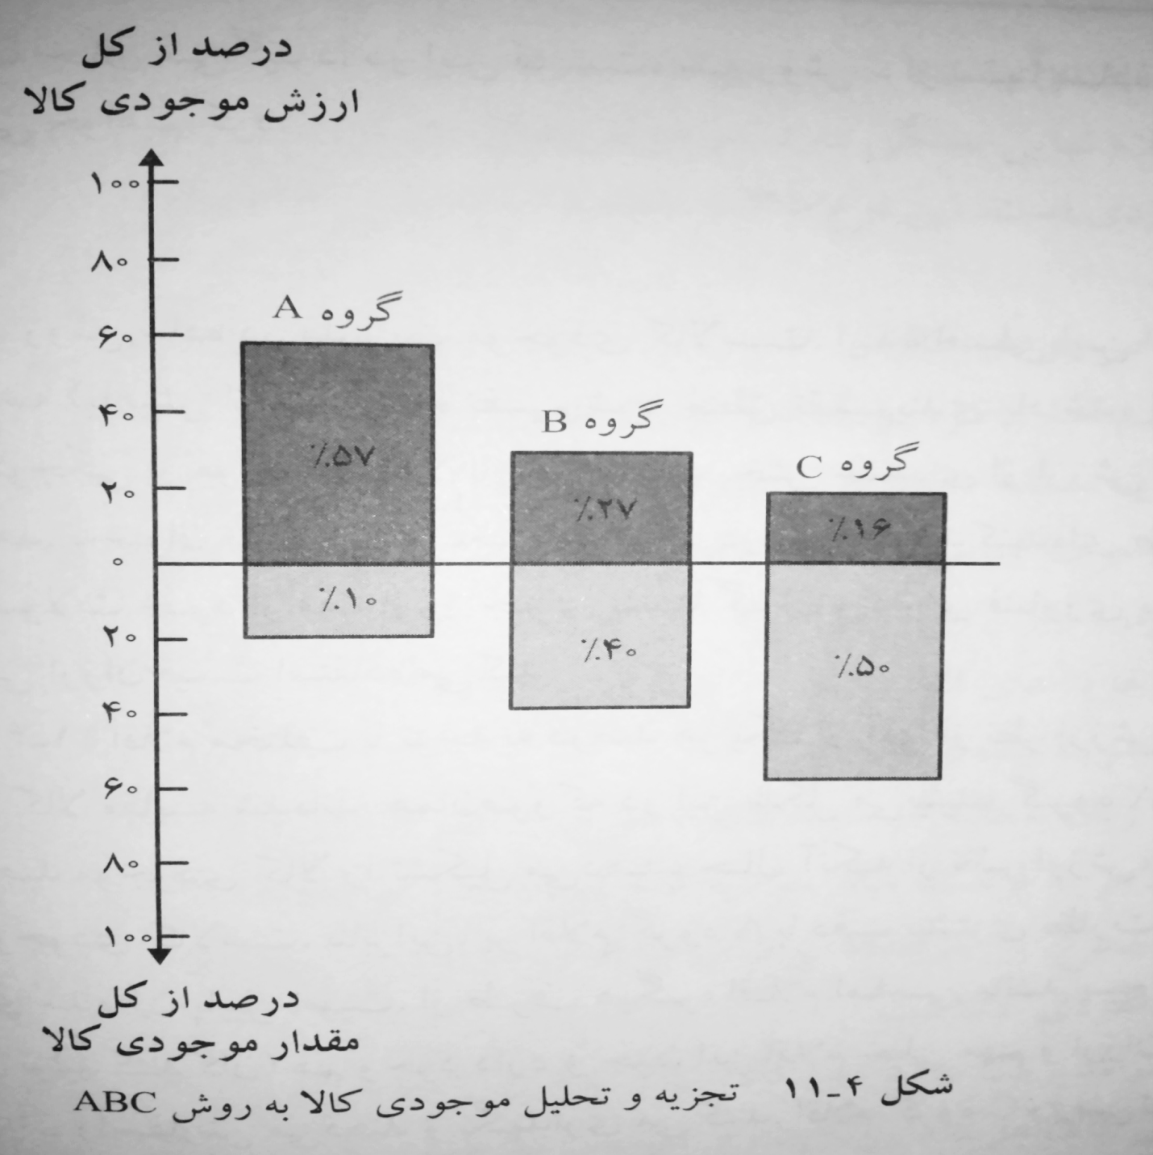 درصد از کل
ارزش موجودی کالا
۱۰۰
۸۰
گروه A
۶۰
۴۰
گروه B
٪۵۷
گروه C
۲۰
٪۲۷
٪۱۶
۰
٪۱۰
۲۰
٪۴۰
٪۵۰
۴۰
۶۰
۸۰
۱۰۰
درصد از کل
مقدار موجودی کالا
شکل ۴ـ۱۱ تجزیه و تحلیل موجودی کالا به روش ABC